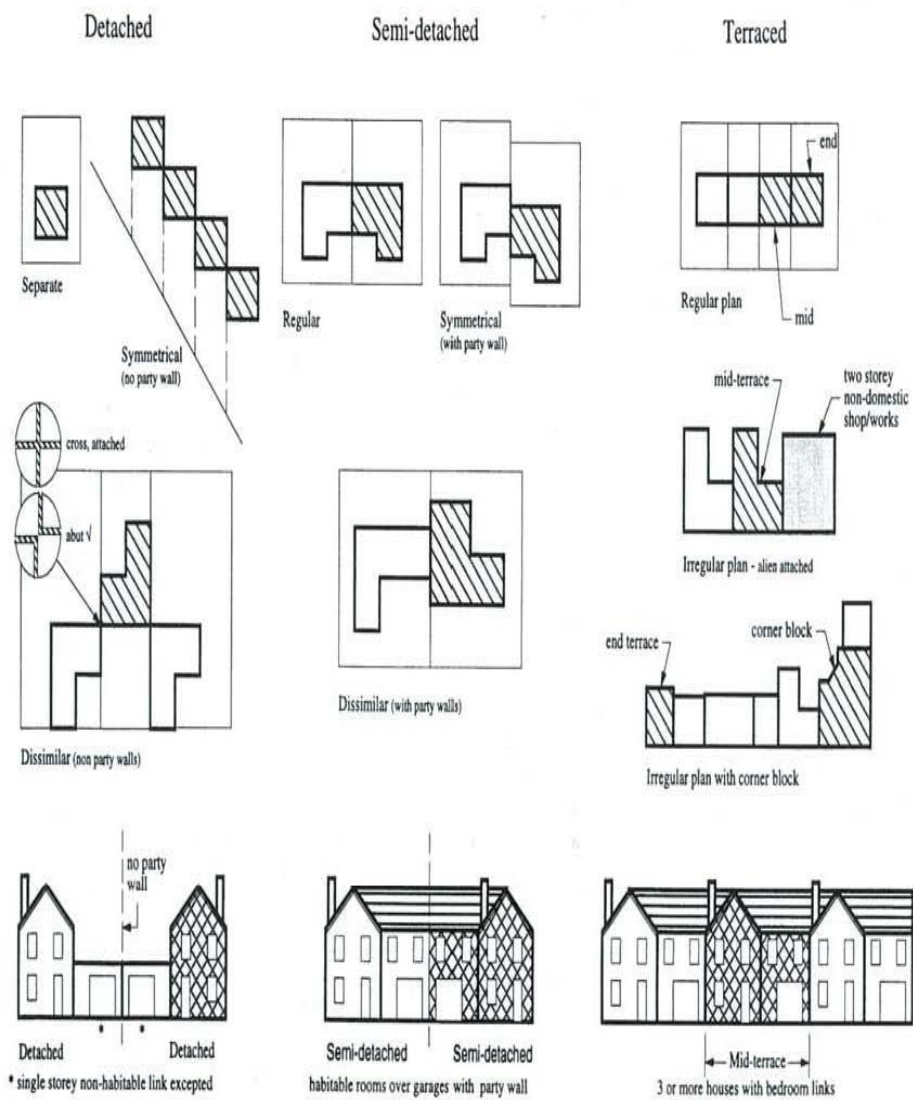 Detached
Semi-detached
Terraced
Separate
Symmetrical
(no party wall)
Regular
Symmetrical
(with party wall)
end
Regular plan
mid
cross, attached
abut √
Dissimilar (non party walls)
Dissimilar (with party walls)
mid-terrace
two storey
non-domestic
shop/works
Irregular plan - alien attached
end terrace
corner block
Irregular plan with corner block
no party
wall
* *
Detached
Detached
* single storey non-habitable link excepted
Semi-detached
Semi-detached
habitable rooms over garages with party wall
Mid-terrace
3 or more houses with bedroom links